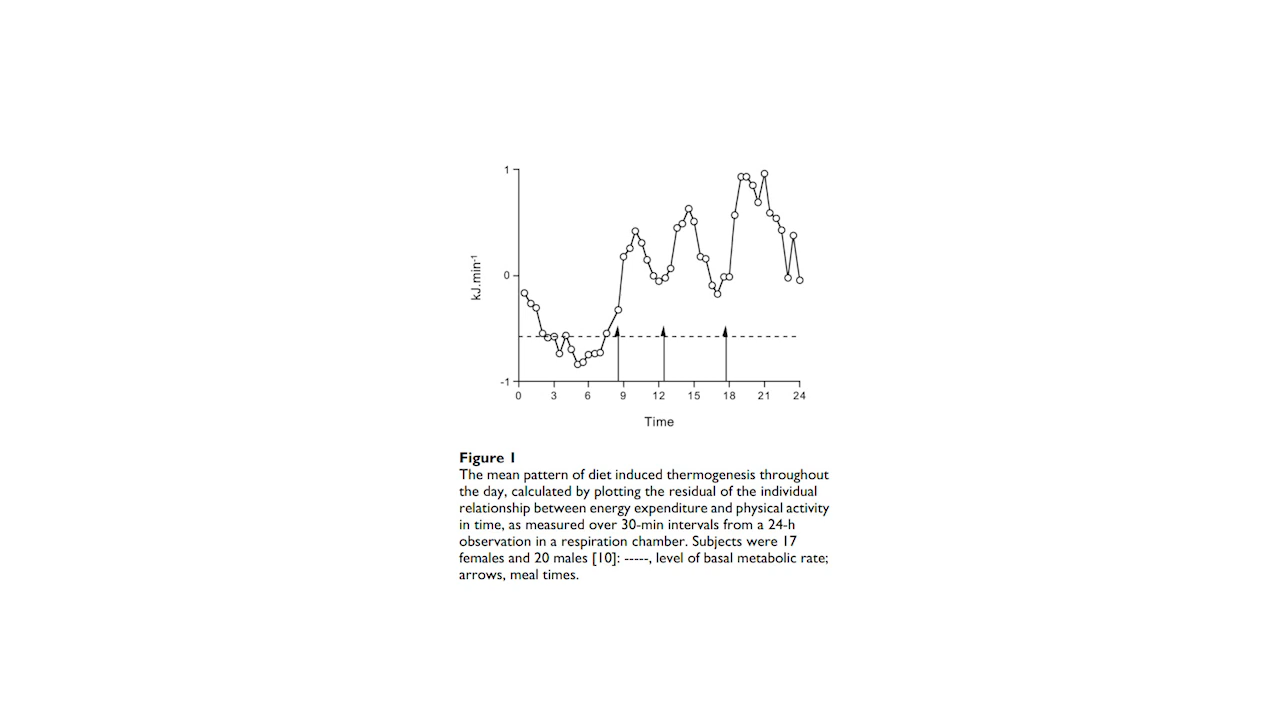 1
0
-1
kJ.min-1
0 3 6 9 12 15 18 21 24
Time
Figure 1
The mean pattern of diet induced thermogenesis throughout
the day, calculated by plotting the residual of the individual
relationship between energy expenditure and physical activity
in time, as measured over 30-min intervals from a 24-h
observation in a respiration chamber. Subjects were 17
females and 20 males [10]: -----, level of basal metabolic rate;
arrows, meal times.